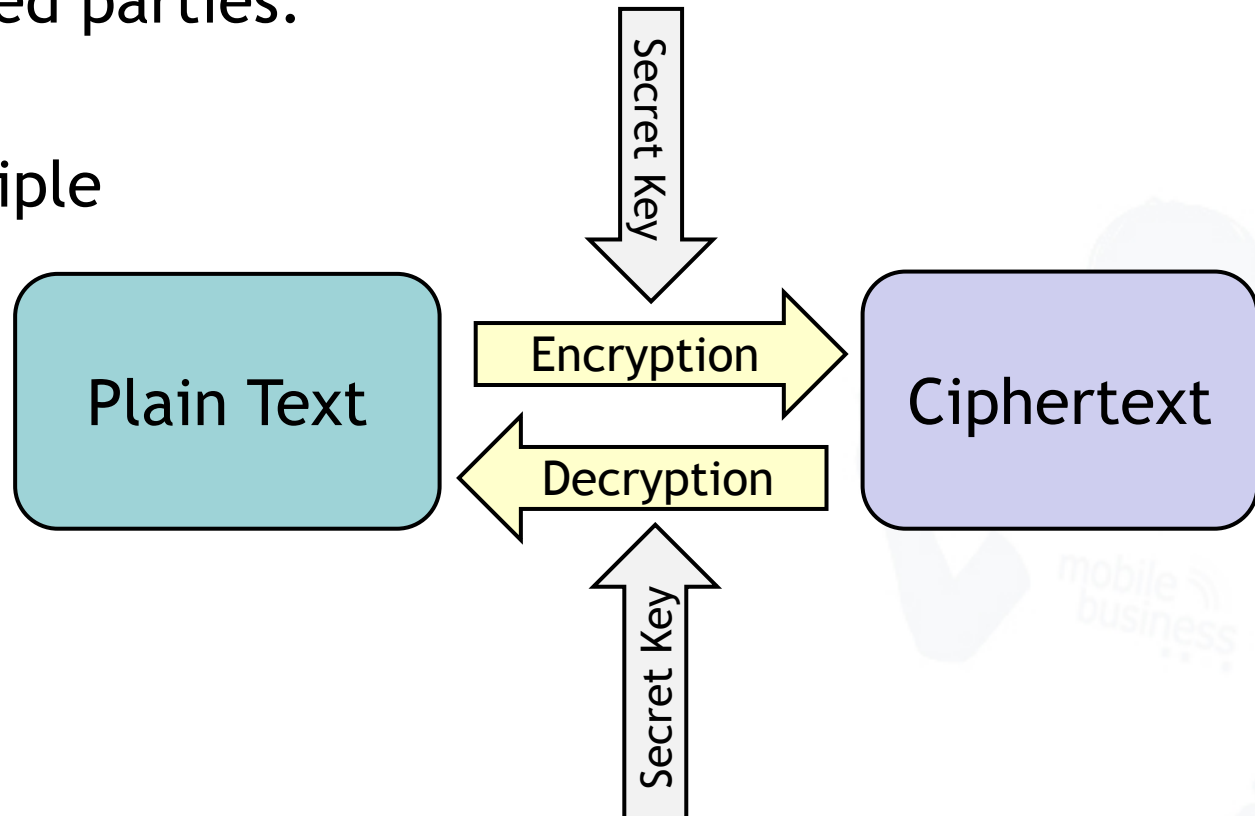 ed parties.
Secret Key
iple
Encryption
Plain Text
Ciphertext
Decryption
mobile
business
Secret Key